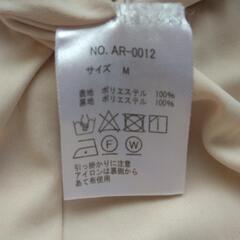 NO. AR-0012
サイズ M
表地 ポリエステル 100%
裏地 ポリエステル 100%
F W
引っ掛かりに注意
アイロンは裏側から
あて布使用